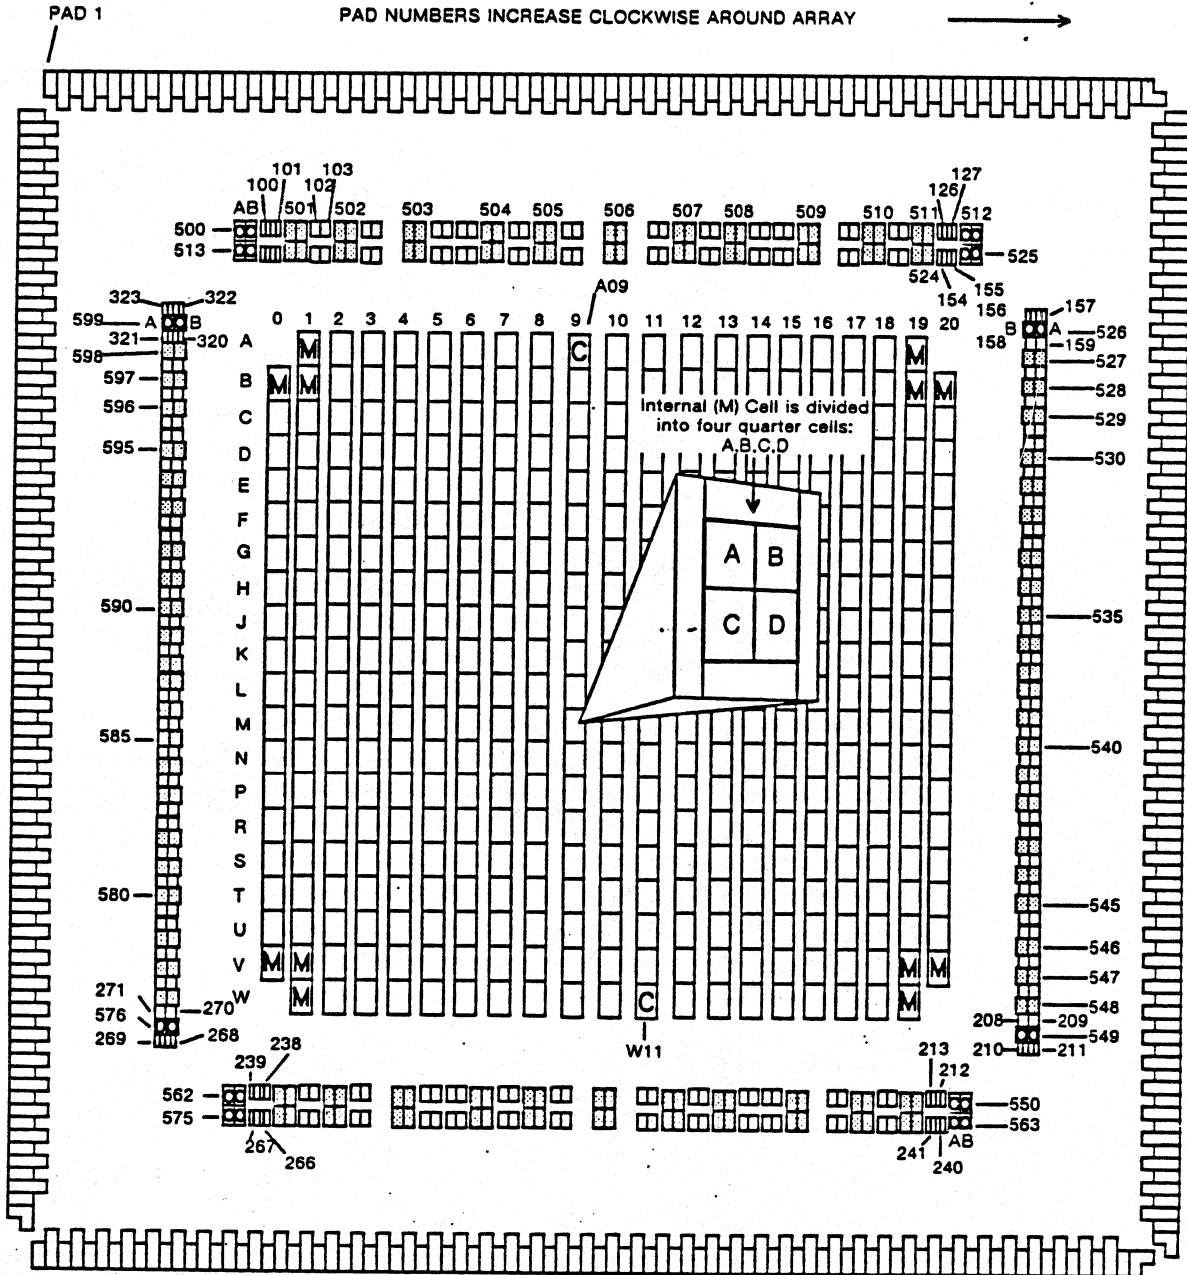 PAD 1
PAD NUMBERS INCREASE CLOCKWISE AROUND ARRAY
101 103
100 102
127
126
AB 501 502 503 504 505 506 507 508 509 510 511 512
500
513
525
524
154 155
323 322
599 A B
321 320
598
597
596
595
590
585
580
271 270
576
269 268
A09
0 1 2 3 4 5 6 7 8 9 10 11 12 13 14 15 16 17 18 19 20
A M C M
B M M M M
C
D
E
F
G
H
J
K
L
M
N
P
R
S
T
U
V M M M M
W M C M
Internal (M) Cell is divided
into four quarter cells:
A,B,C,D
A B
C D
W11
156 157
B A 526
158 159
527
528
529
530
535
540
545
546
547
548
208 209
549
210 211
239 238
213 212
562
575
550
563
267 266
241 240
AB